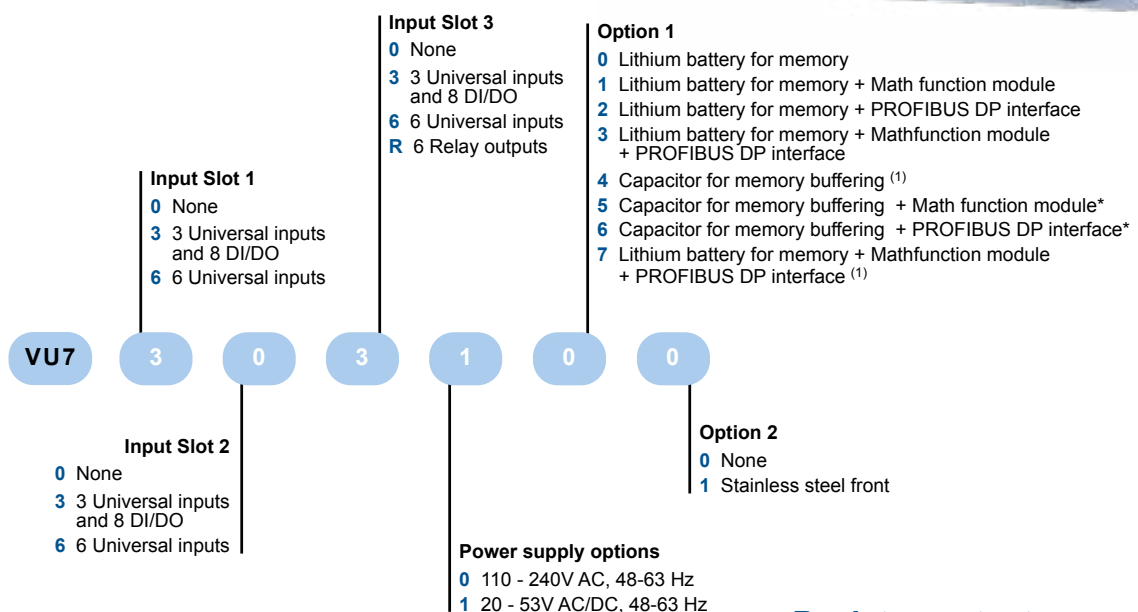 Input Slot 3
0 None
3 3 Universal inputs
and 8 DI/DO
6 6 Universal inputs
R 6 Relay outputs
Option 1
0 Lithium battery for memory
1 Lithium battery for memory + Math function module
2 Lithium battery for memory + PROFIBUS DP interface
3 Lithium battery for memory + Mathfunction module
+ PROFIBUS DP interface
4 Capacitor for memory buffering (1)
5 Capacitor for memory buffering + Math function module*
6 Capacitor for memory buffering + PROFIBUS DP interface*
7 Lithium battery for memory + Mathfunction module
+ PROFIBUS DP interface (1)
Input Slot 1
0 None
3 3 Universal inputs
and 8 DI/DO
6 6 Universal inputs
VU7 3 0 3 1 0 0
Input Slot 2
0 None
3 3 Universal inputs
and 8 DI/DO
6 6 Universal inputs
Option 2
0 None
1 Stainless steel front
Power supply options
0 110 - 240V AC, 48-63 Hz
1 20 - 53V AC/DC, 48-63 Hz